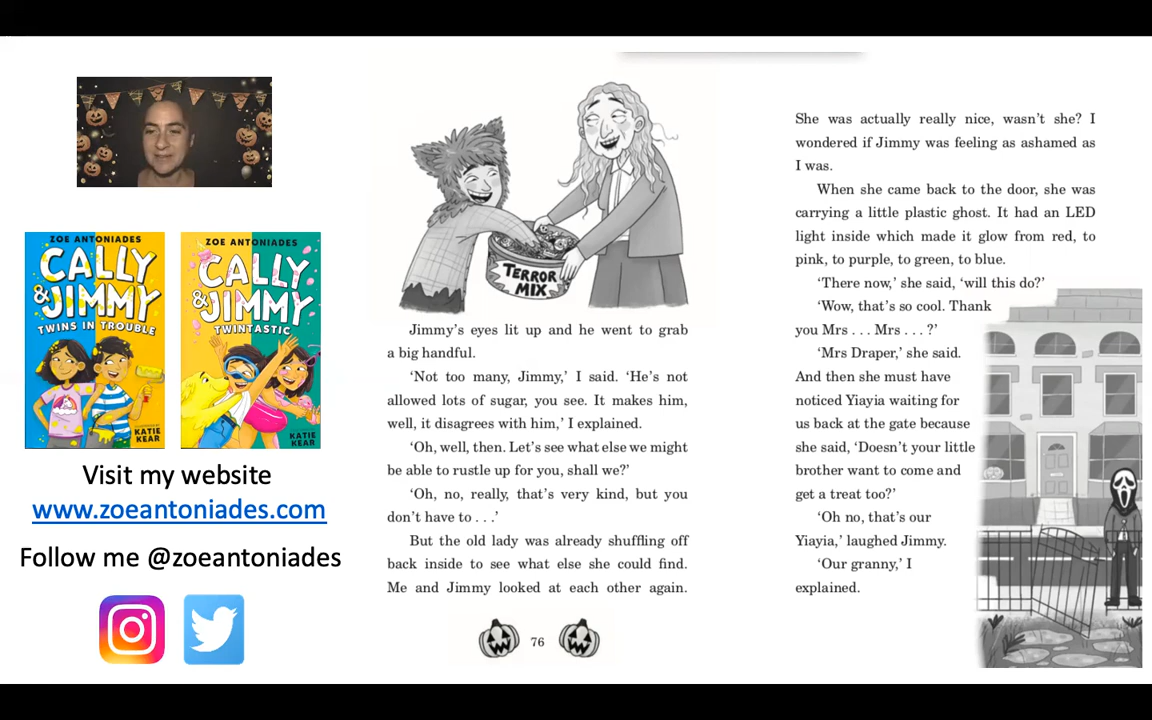 ZOE ANTONIADES
CALLY
& JIMMY
TWINS IN TROUBLE
KATIE
KEAR
ZOE ANTONIADES
CALLY
& JIMMY
TWINTASTIC
KATIE
KEAR
Visit my website
www.zoeantoniades.com
Follow me @zoeantoniades
TERROR
MIX
Jimmy’s eyes lit up and he went to grab
a big handful.
‘Not too many, Jimmy,’ I said. ‘He’s not
allowed lots of sugar, you see. It makes him,
well, it disagrees with him,’ I explained.
‘Oh, well, then. Let’s see what else we might
be able to rustle up for you, shall we?’
‘Oh, no, really, that’s very kind, but you
don’t have to . . .’
But the old lady was already shuffling off
back inside to see what else she could find.
Me and Jimmy looked at each other again.
76
She was actually really nice, wasn’t she? I
wondered if Jimmy was feeling as ashamed as
I was.
When she came back to the door, she was
carrying a little plastic ghost. It had an LED
light inside which made it glow from red, to
pink, to purple, to green, to blue.
‘There now,’ she said, ‘will this do?’
‘Wow, that’s so cool. Thank
you Mrs . . . Mrs . . . ?’
‘Mrs Draper,’ she said.
And then she must have
noticed Yiayia waiting for
us back at the gate because
she said, ‘Doesn’t your little
brother want to come and
get a treat too?’
‘Oh no, that’s our
Yiayia,’ laughed Jimmy.
‘Our granny,’ I
explained.